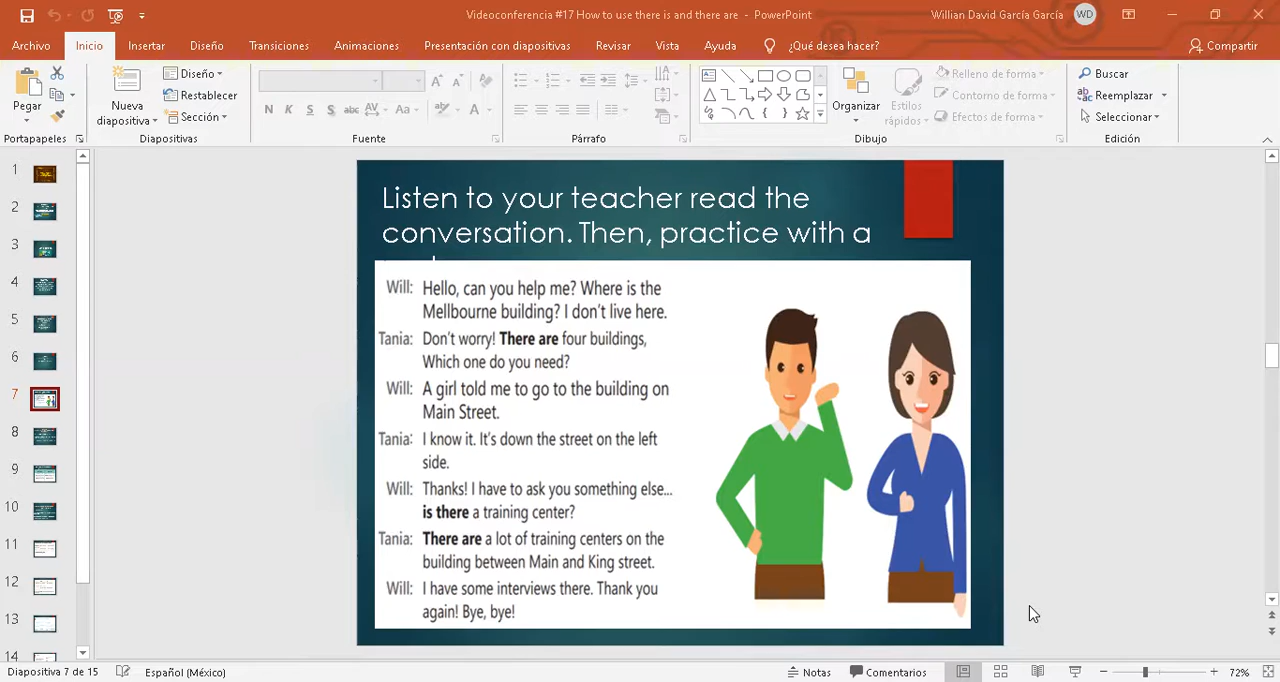 Videoconferencia #17 How to use there is and there are - PowerPoint
Willian David García García
WD
Archivo Inicio Insertar Diseño Transiciones Animaciones Presentación con diapositivas Revisar Vista Ayuda ¿Qué desea hacer? Compartir
Pegar
Portapapeles
Nueva diapositiva
Diseño
Restablecer
Sección
Diapositivas
N K S S abc AV Aa A
Fuente
Párrafo
Organizar
Estilos rápidos
Relleno de forma
Contorno de forma
Efectos de forma
Dibujo
Buscar
Reemplazar
Seleccionar
Edición
1
2
3
4
5
6
7
8
9
10
11
12
13
14
Listen to your teacher read the
conversation. Then, practice with a
Will: Hello, can you help me? Where is the
Mellbourne building? I don't live here.
Tania: Don't worry! There are four buildings,
Which one do you need?
Will: A girl told me to go to the building on
Main Street.
Tania: I know it. It's down the street on the left
side.
Will: Thanks! I have to ask you something else...
is there a training center?
Tania: There are a lot of training centers on the
building between Main and King street.
Will: I have some interviews there. Thank you
again! Bye, bye!
Diapositiva 7 de 15 Español (México) Notas Comentarios 72%